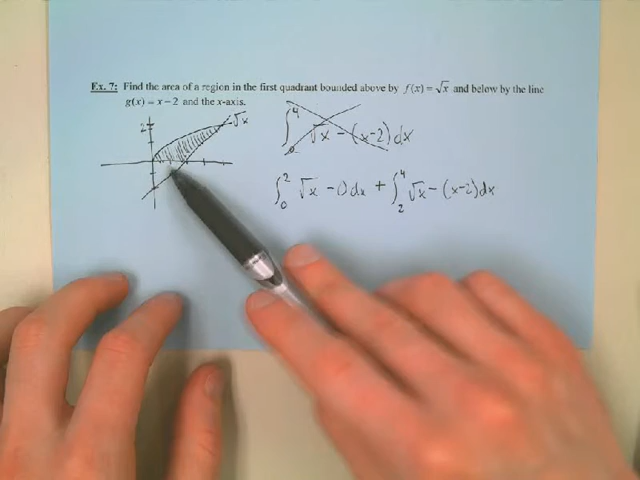 Ex. 7: Find the area of a region in the first quadrant bounded above by f(x) = √x and below by the line
g(x) = x − 2 and the x-axis.
2
√x
∫₀⁴ √x − (x−2)dx
∫₀² √x − 0 dx + ∫₂⁴ √x − (x−2)dx